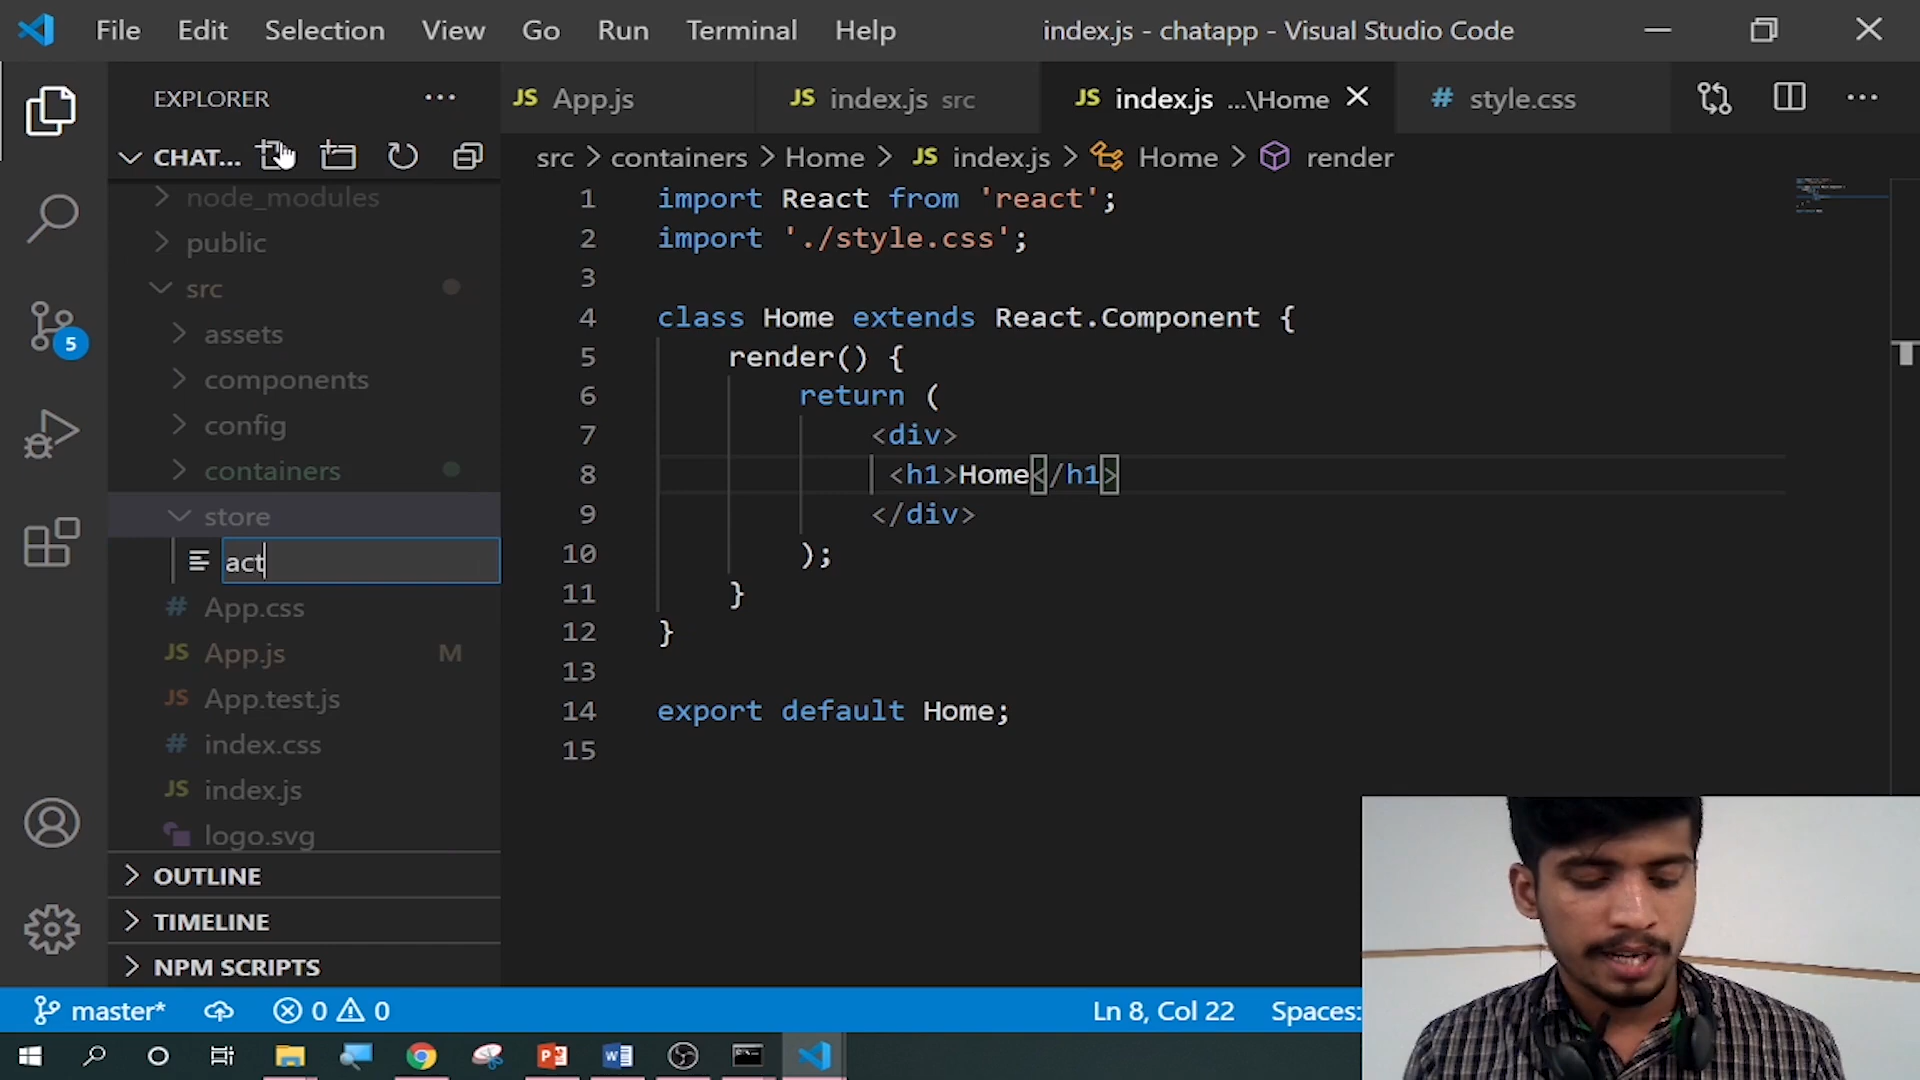 File Edit Selection View Go Run Terminal Help index.js - chatapp - Visual Studio Code
EXPLORER
JS App.js JS index.js src JS index.js ...\Home # style.css
CHAT...
src > containers > Home > JS index.js > Home > render
node_modules
public
src
assets
components
config
containers
store
act
# App.css
JS App.js M
JS App.test.js
# index.css
JS index.js
logo.svg
OUTLINE
TIMELINE
NPM SCRIPTS
5
1 import React from 'react';
2 import './style.css';
3
4 class Home extends React.Component {
5 render() {
6 return (
7 <div>
8 <h1>Home</h1>
9 </div>
10 );
11 }
12 }
13
14 export default Home;
15
master* 0 0 Ln 8, Col 22 Spaces: